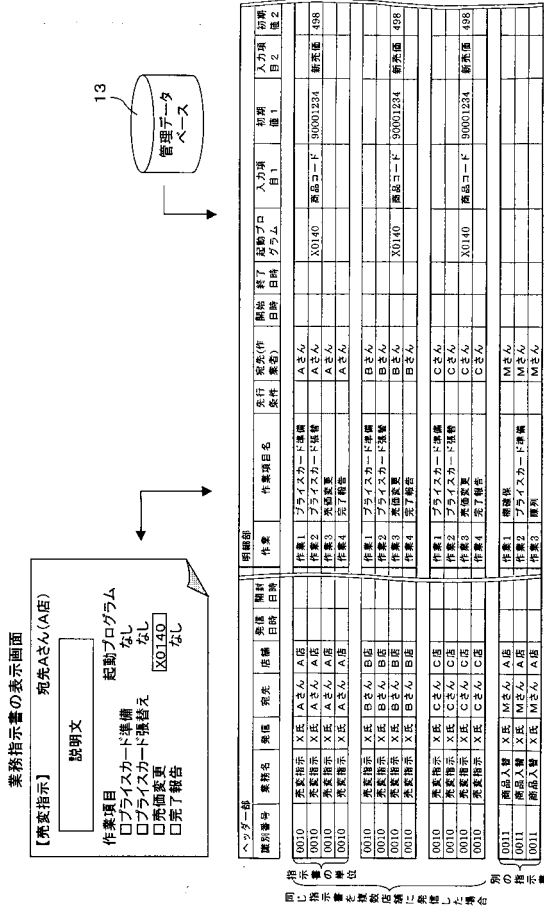 業務指示書の表示画面
【売変指示】 宛先Aさん(A店)
説明文
作業項目 起動プログラム
□プライスカード準備 なし
□プライスカード張替え なし
□売価変更 X0140
□完了報告 なし
13
管理データ
ベース
ヘッダー部 明細部
識別番号 業務名 発信 宛先 店舗 発信日時 開封日時 作業 作業項目名 先行条件 宛先(作業者) 開始日時 終了日時 起動プログラム 入力項目1 初期値1 入力項目2 初期値2
0010 売変指示 X氏 Aさん A店 作業1 プライスカード準備 Aさん
0010 売変指示 X氏 Aさん A店 作業2 プライスカード張替 Aさん X0140 商品コード 90001234 新売価 498
0010 売変指示 X氏 Aさん A店 作業3 売価変更 Aさん
0010 売変指示 X氏 Aさん A店 作業4 完了報告 Aさん
0010 売変指示 X氏 Bさん B店 作業1 プライスカード準備 Bさん
0010 売変指示 X氏 Bさん B店 作業2 プライスカード張替 Bさん
0010 売変指示 X氏 Bさん B店 作業3 売価変更 Bさん X0140 商品コード 90001234 新売価 498
0010 売変指示 X氏 Bさん B店 作業4 完了報告 Bさん
0010 売変指示 X氏 Cさん C店 作業1 プライスカード準備 Cさん
0010 売変指示 X氏 Cさん C店 作業2 プライスカード張替 Cさん
0010 売変指示 X氏 Cさん C店 作業3 売価変更 Cさん X0140 商品コード 90001234 新売価 498
0010 売変指示 X氏 Cさん C店 作業4 完了報告 Cさん
0011 商品入替 X氏 Mさん A店 作業1 棚確保 Mさん
0011 商品入替 X氏 Mさん A店 作業2 プライスカード準備 Mさん
0011 商品入替 X氏 Mさん A店 作業3 陳列 Mさん
指示書の単位
同じ指示書を複数店舗に発信した場合
別の指示書